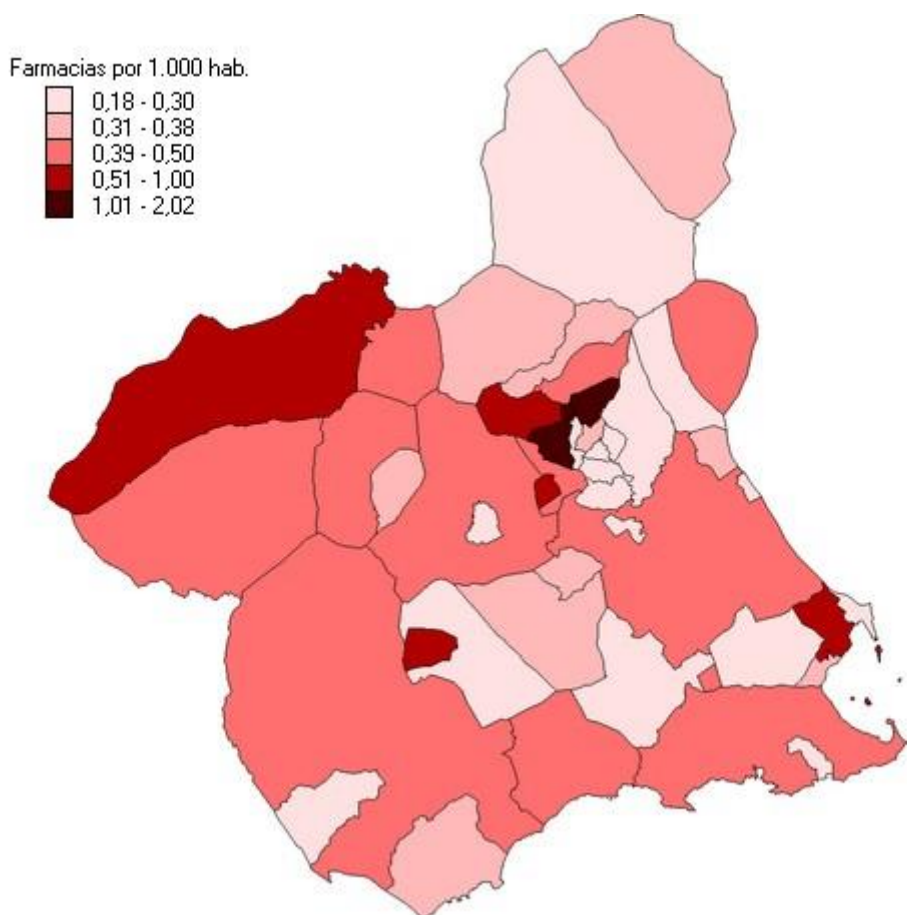 Farmacias por 1.000 hab.
0,18 - 0,30
0,31 - 0,38
0,39 - 0,50
0,51 - 1,00
1,01 - 2,02